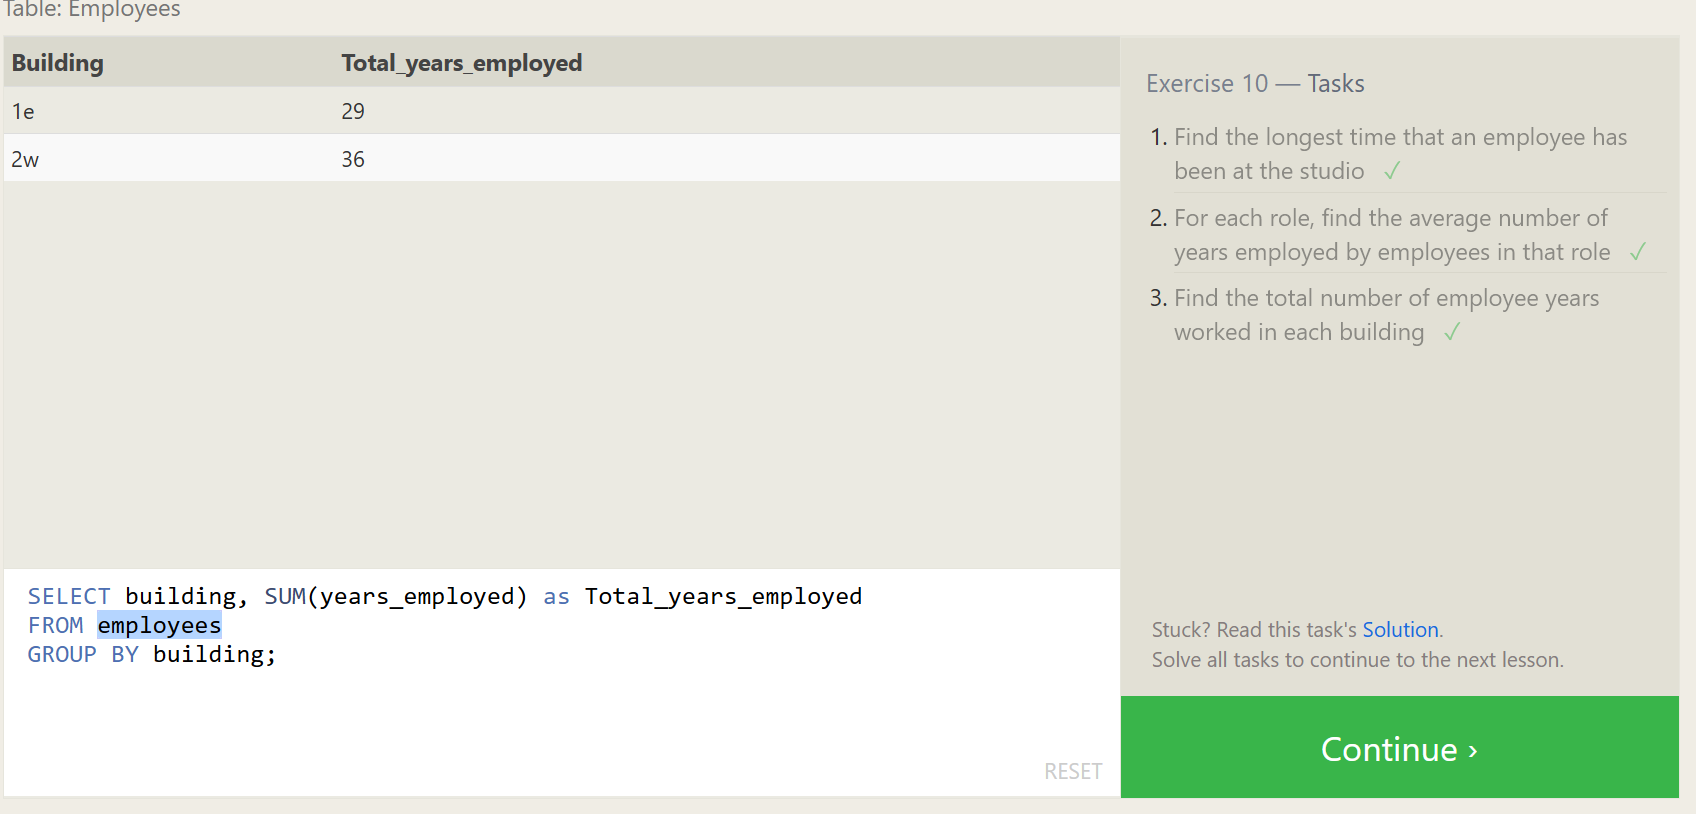 Table: Employees
Building Total_years_employed
1e 29
2w 36
SELECT building, SUM(years_employed) as Total_years_employed
FROM employees
GROUP BY building;
RESET
Exercise 10 — Tasks
1. Find the longest time that an employee has
been at the studio ✓
2. For each role, find the average number of
years employed by employees in that role ✓
3. Find the total number of employee years
worked in each building ✓
Stuck? Read this task's Solution.
Solve all tasks to continue to the next lesson.
Continue ›